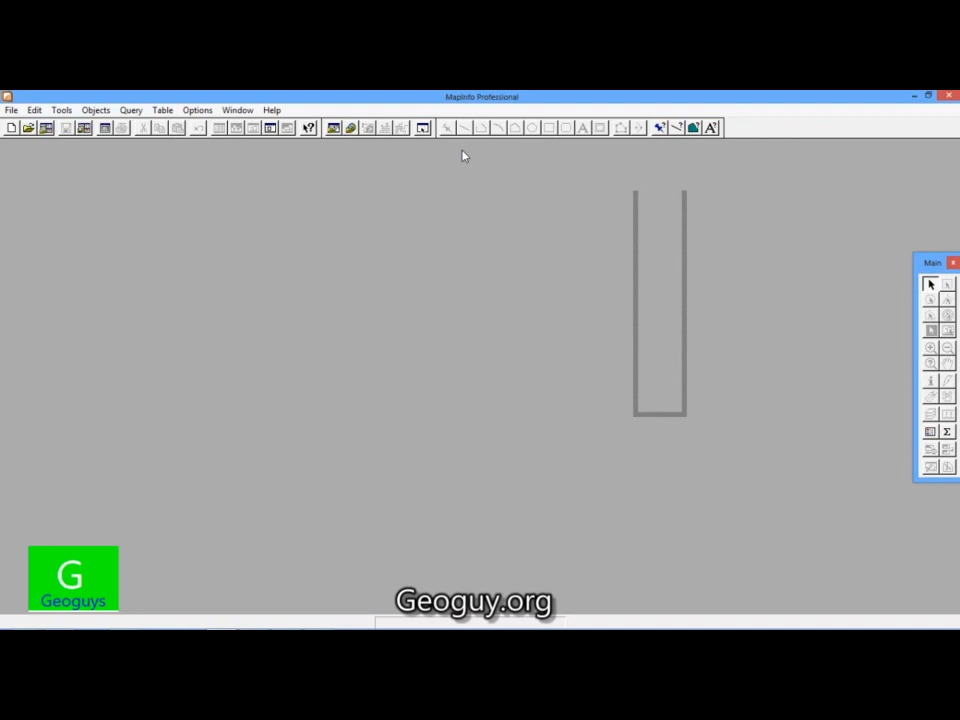 MapInfo Professional
File Edit Tools Objects Query Table Options Window Help
Main
G
Geoguys
Geoguy.org